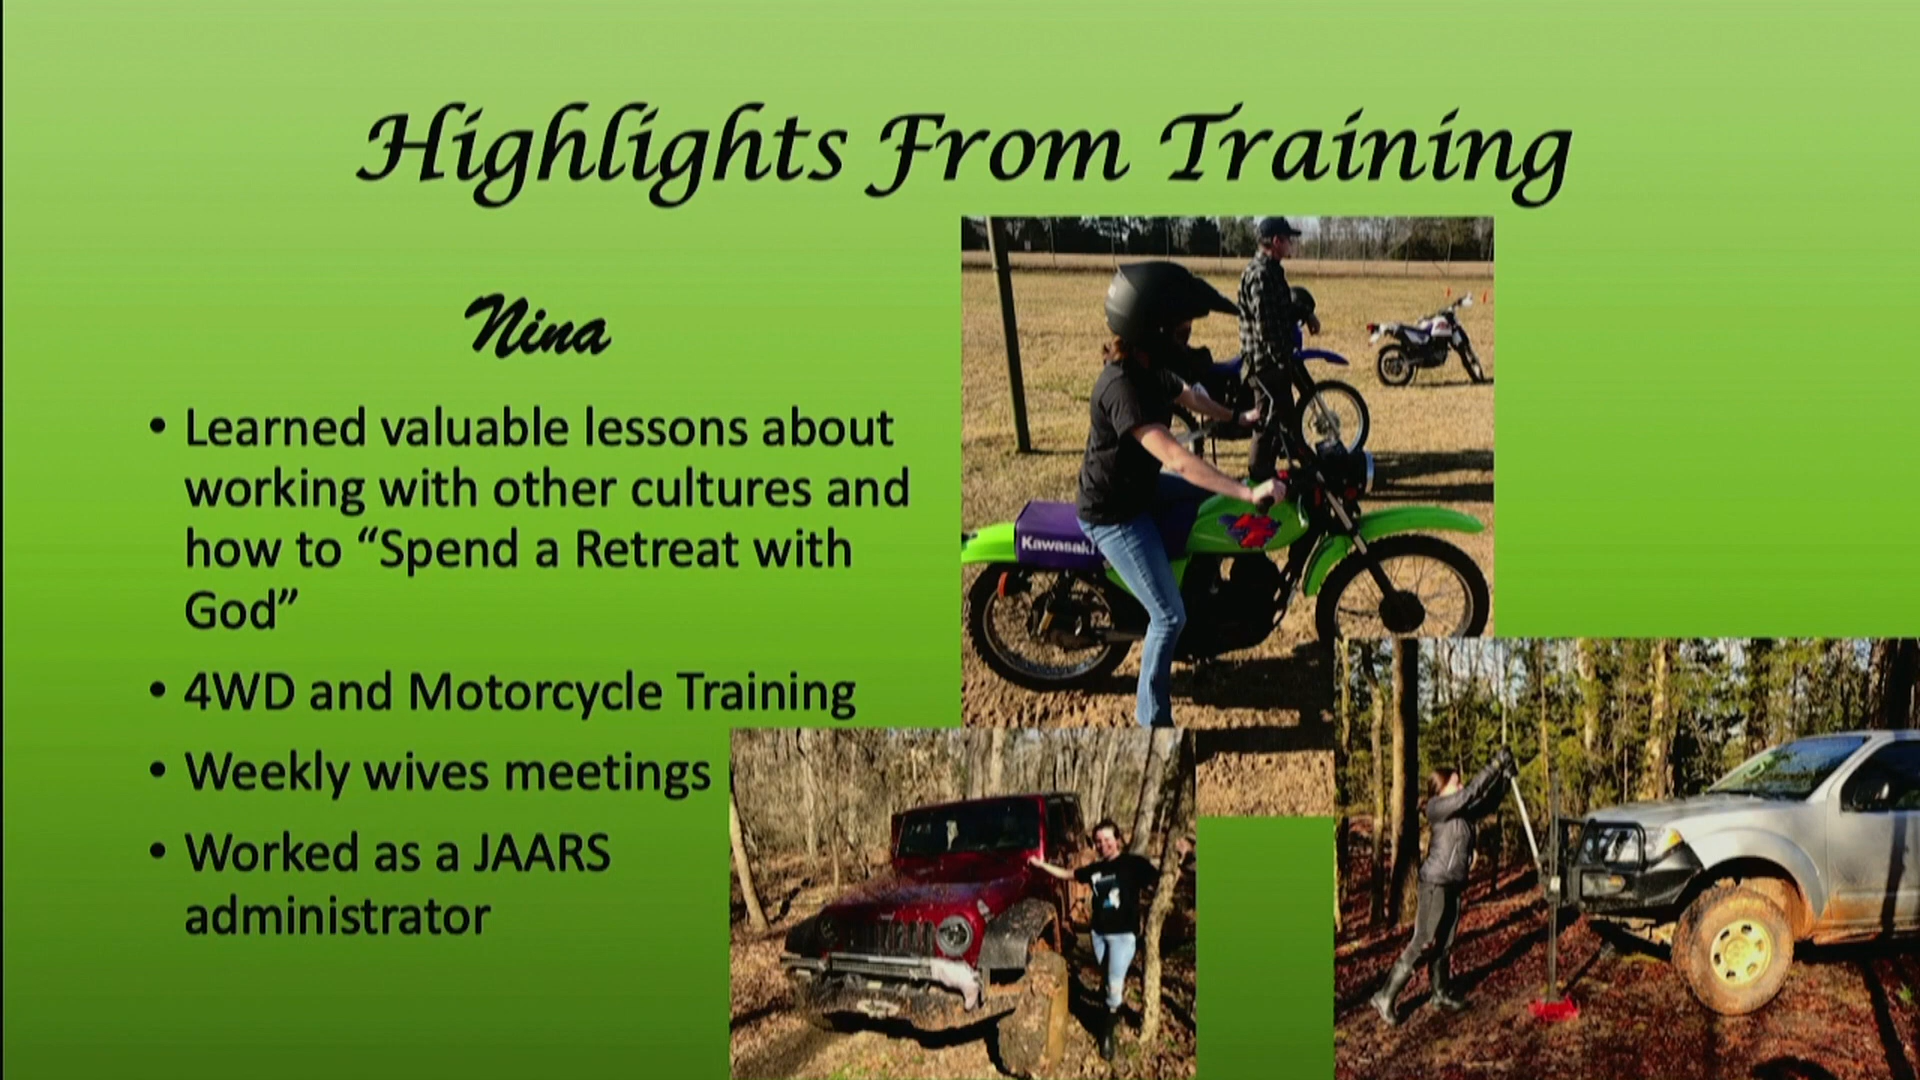 Highlights From Training
Nina
• Learned valuable lessons about
working with other cultures and
how to “Spend a Retreat with
God”
• 4WD and Motorcycle Training
• Weekly wives meetings
• Worked as a JAARS
administrator
Kawasaki